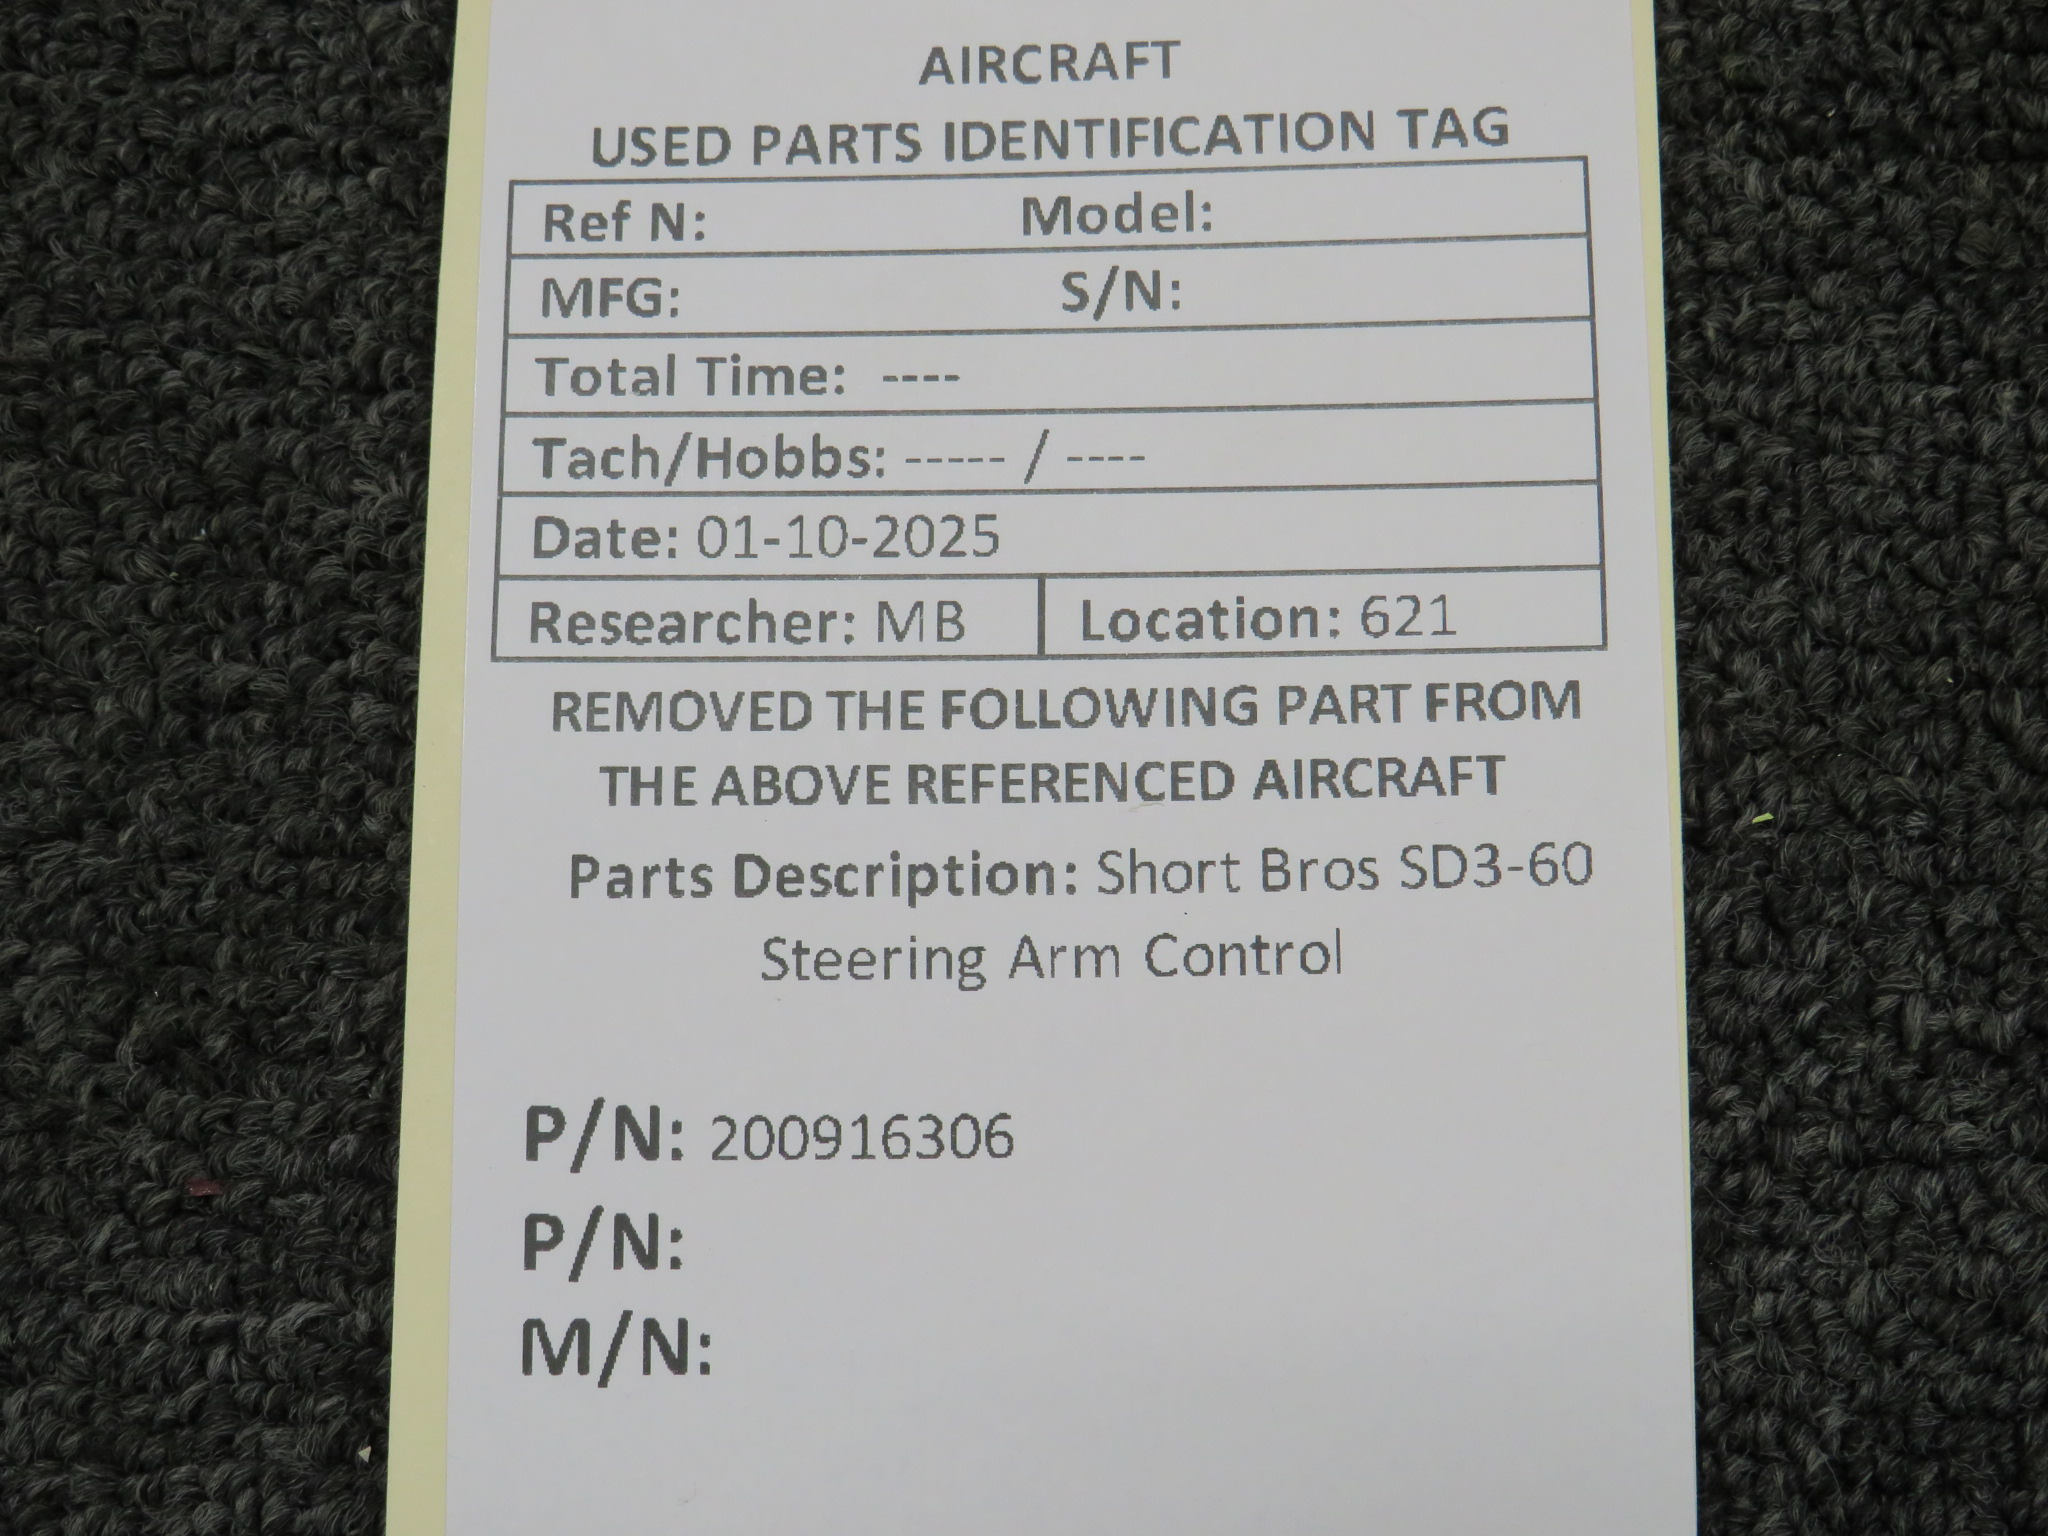 AIRCRAFT
USED PARTS IDENTIFICATION TAG
Ref N: Model:
MFG: S/N:
Total Time: ----
Tach/Hobbs: ----- / ----
Date: 01-10-2025
Researcher: MB Location: 621
REMOVED THE FOLLOWING PART FROM
THE ABOVE REFERENCED AIRCRAFT
Parts Description: Short Bros SD3-60
Steering Arm Control
P/N: 200916306
P/N:
M/N: